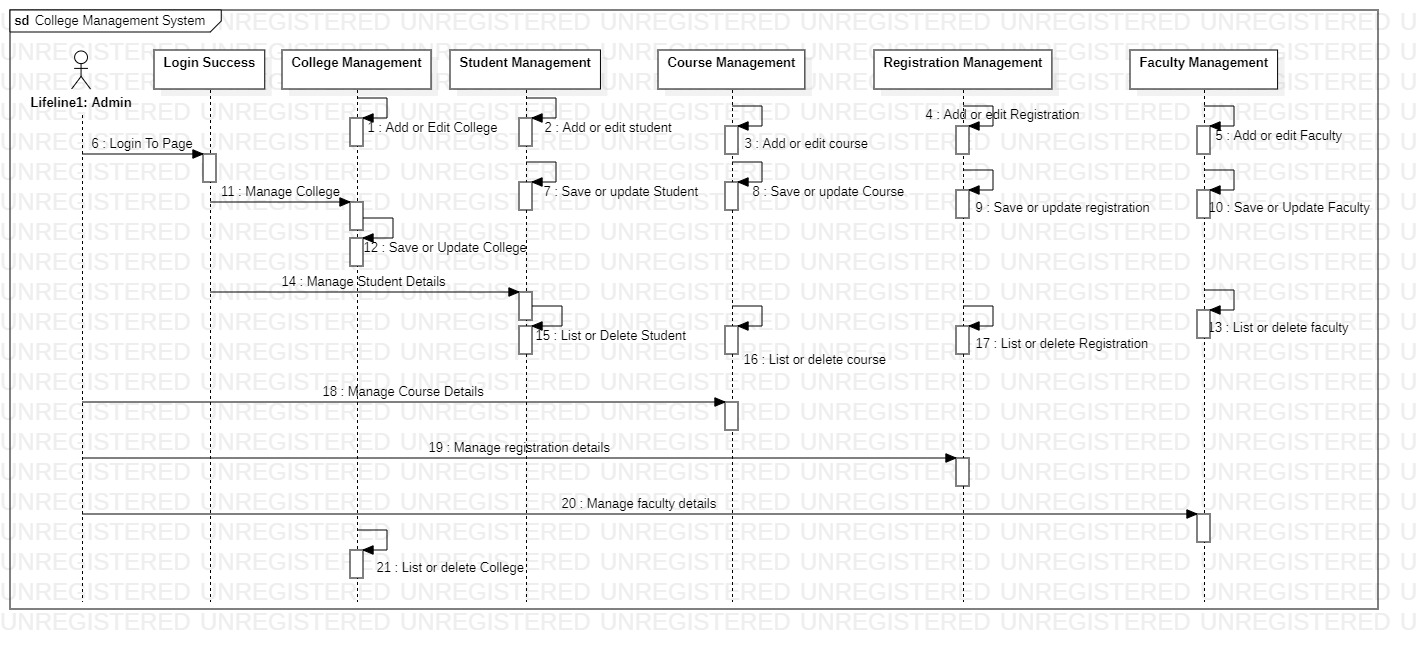 sd College Management System
Login Success
College Management
Student Management
Course Management
Registration Management
Faculty Management
Lifeline1: Admin
4 : Add or edit Registration
1 : Add or Edit College
2 : Add or edit student
5 : Add or edit Faculty
6 : Login To Page
3 : Add or edit course
11 : Manage College
7 : Save or update Student
8 : Save or update Course
9 : Save or update registration
10 : Save or Update Faculty
12 : Save or Update College
14 : Manage Student Details
13 : List or delete faculty
15 : List or Delete Student
17 : List or delete Registration
16 : List or delete course
18 : Manage Course Details
19 : Manage registration details
20 : Manage faculty details
21 : List or delete College
UNREGISTERED